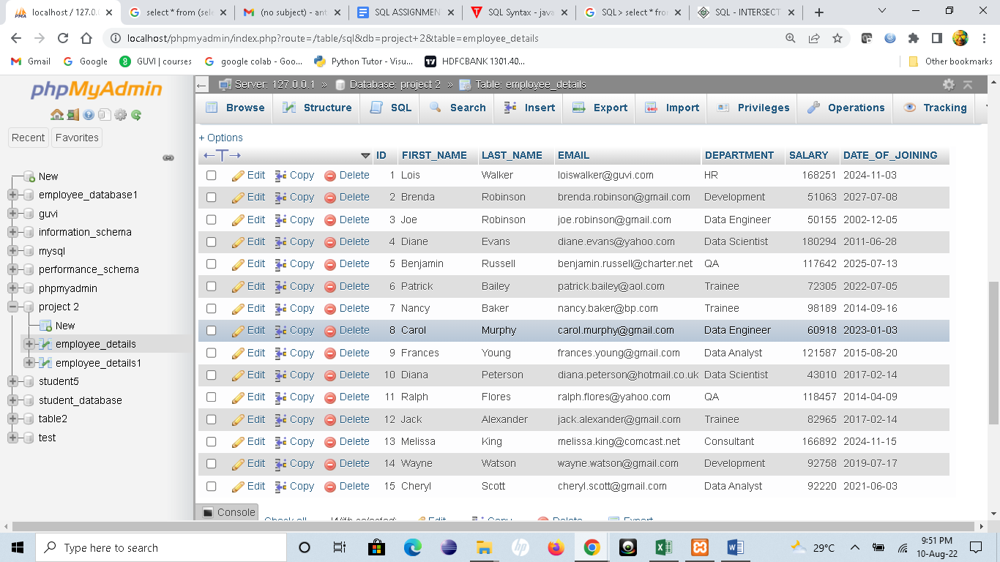 localhost / 127.0.0
select * from (sele
(no subject) - ant
SQL ASSIGNMEN
SQL Syntax - java
SQL> select * fro
SQL - INTERSECT
localhost/phpmyadmin/index.php?route=/table/sql&db=project+2&table=employee_details
Gmail
Google
GUVI | courses
google colab - Goo...
Python Tutor - Visu...
HDFCBANK 1301.40...
Other bookmarks
phpMyAdmin
Recent
Favorites
New
employee_database1
guvi
information_schema
mysql
performance_schema
phpmyadmin
project 2
New
employee_details
employee_details1
student5
student_database
table2
test
Server: 127.0.0.1 » Database: project 2 » Table: employee_details
Browse Structure SQL Search Insert Export Import Privileges Operations Tracking
+ Options
←T→ ID FIRST_NAME LAST_NAME EMAIL DEPARTMENT SALARY DATE_OF_JOINING
Edit Copy Delete 1 Lois Walker loiswalker@guvi.com HR 168251 2024-11-03
Edit Copy Delete 2 Brenda Robinson brenda.robinson@gmail.com Development 51063 2027-07-08
Edit Copy Delete 3 Joe Robinson joe.robinson@gmail.com Data Engineer 50155 2002-12-05
Edit Copy Delete 4 Diane Evans diane.evans@yahoo.com Data Scientist 180294 2011-06-28
Edit Copy Delete 5 Benjamin Russell benjamin.russell@charter.net QA 117642 2025-07-13
Edit Copy Delete 6 Patrick Bailey patrick.bailey@aol.com Trainee 72305 2022-07-05
Edit Copy Delete 7 Nancy Baker nancy.baker@bp.com Trainee 98189 2014-09-16
Edit Copy Delete 8 Carol Murphy carol.murphy@gmail.com Data Engineer 60918 2023-01-03
Edit Copy Delete 9 Frances Young frances.young@gmail.com Data Analyst 121587 2015-08-20
Edit Copy Delete 10 Diana Peterson diana.peterson@hotmail.co.uk Data Scientist 43010 2017-02-14
Edit Copy Delete 11 Ralph Flores ralph.flores@yahoo.com QA 118457 2014-04-09
Edit Copy Delete 12 Jack Alexander jack.alexander@gmail.com Trainee 82965 2017-02-14
Edit Copy Delete 13 Melissa King melissa.king@comcast.net Consultant 166892 2024-11-15
Edit Copy Delete 14 Wayne Watson wayne.watson@gmail.com Development 92758 2019-07-17
Edit Copy Delete 15 Cheryl Scott cheryl.scott@gmail.com Data Analyst 92220 2021-06-03
Console
Check all Edit Copy Delete Export
Type here to search
29°C
9:51 PM
10-Aug-22